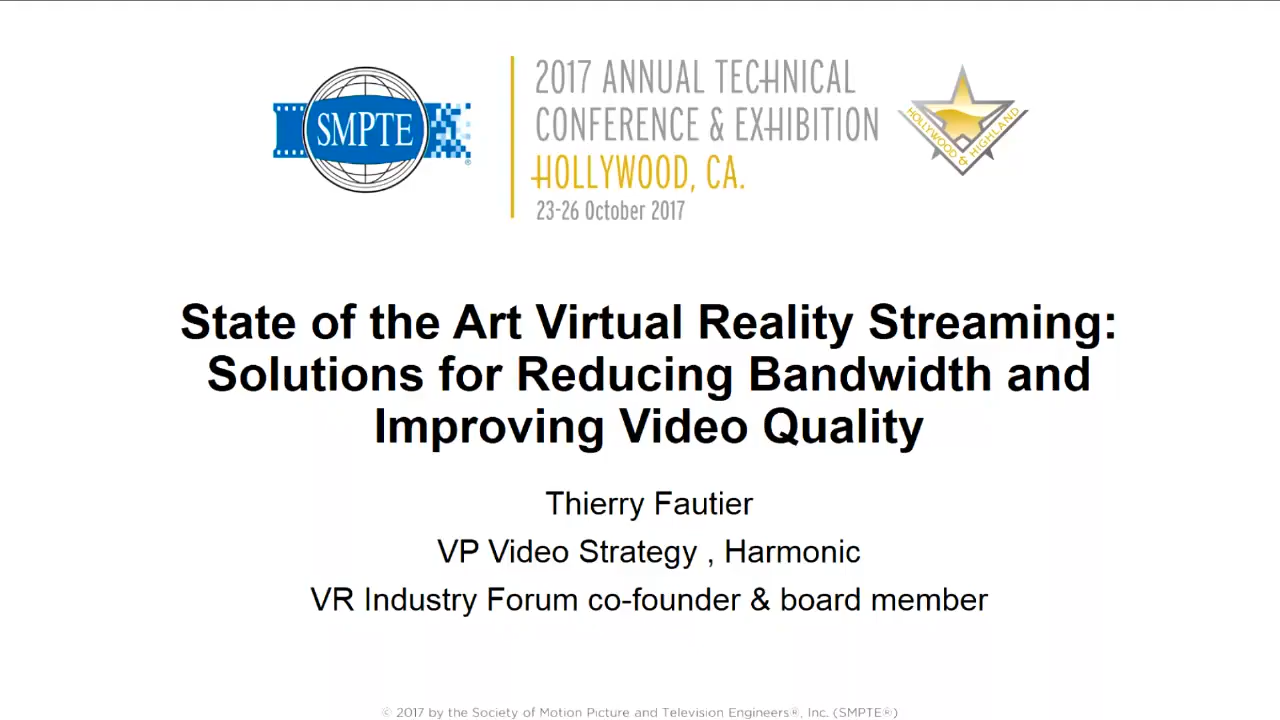 SMPTE
®
2017 ANNUAL TECHNICAL
CONFERENCE & EXHIBITION
HOLLYWOOD, CA.
23-26 October 2017
HOLLYWOOD & HIGHLAND
State of the Art Virtual Reality Streaming:
Solutions for Reducing Bandwidth and
Improving Video Quality
Thierry Fautier
VP Video Strategy , Harmonic
VR Industry Forum co-founder & board member
© 2017 by the Society of Motion Picture and Television Engineers®, Inc. (SMPTE®)